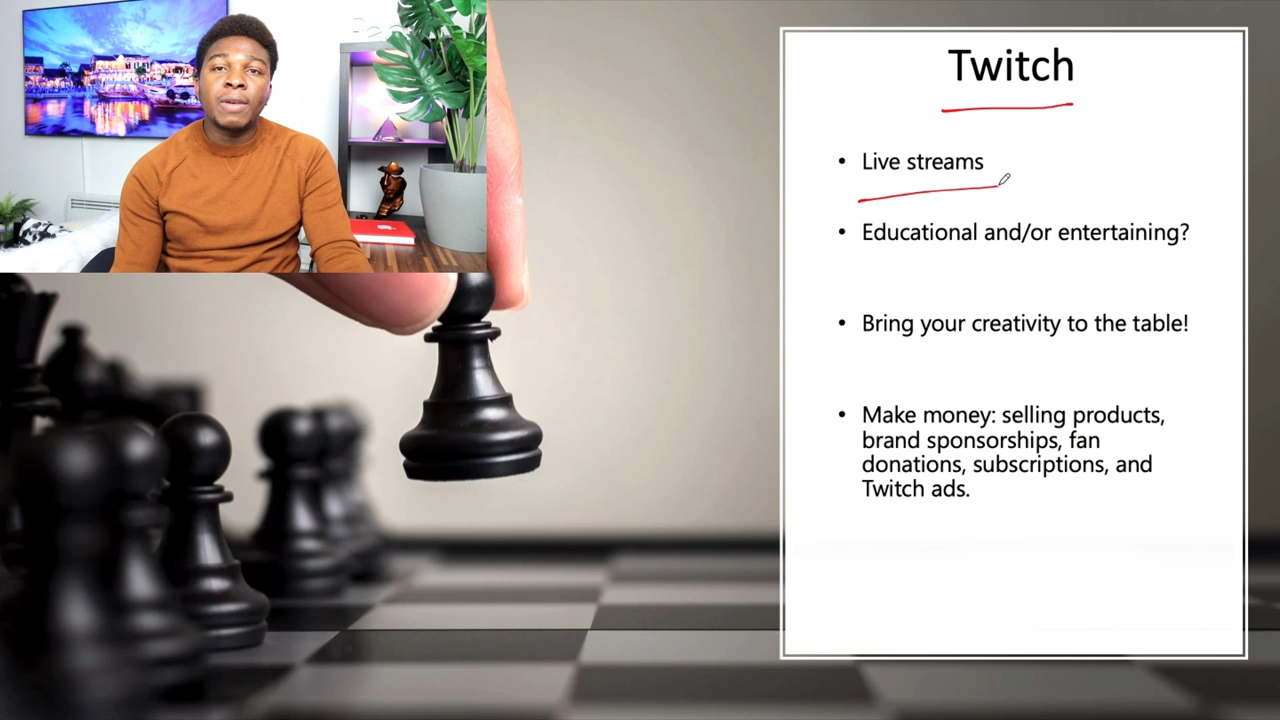 Twitch
• Live streams
• Educational and/or entertaining?
• Bring your creativity to the table!
• Make money: selling products,
brand sponsorships, fan
donations, subscriptions, and
Twitch ads.